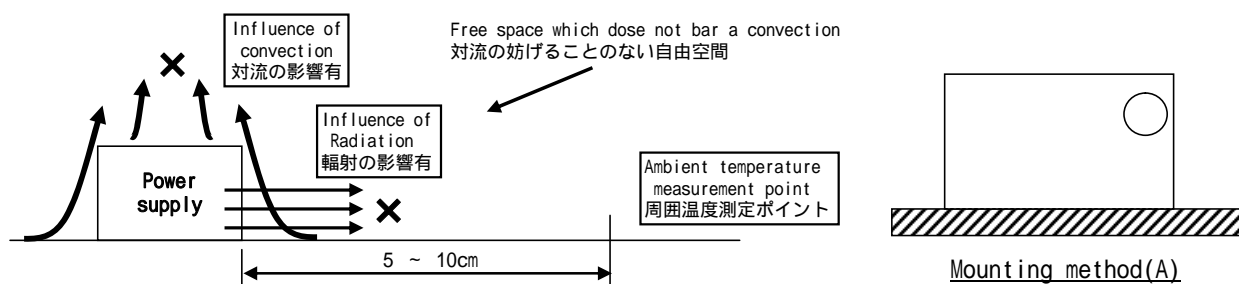 Influence of
convection
対流の影響有
Free space which dose not bar a convection
対流の妨げることのない自由空間
Influence of
Radiation
輻射の影響有
Power
supply
Ambient temperature
measurement point
周囲温度測定ポイント
5 ～ 10cm
Mounting method(A)